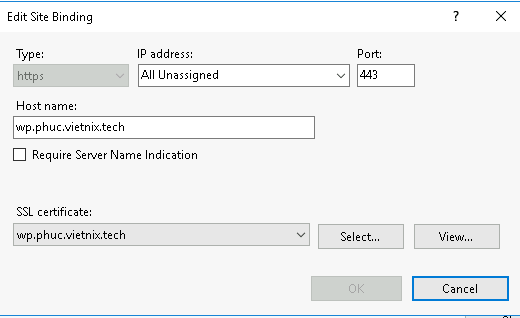 Edit Site Binding
?
Type:
IP address:
Port:
https
All Unassigned
443
Host name:
wp.phuc.vietnix.tech
Require Server Name Indication
SSL certificate:
wp.phuc.vietnix.tech
Select...
View...
OK
Cancel